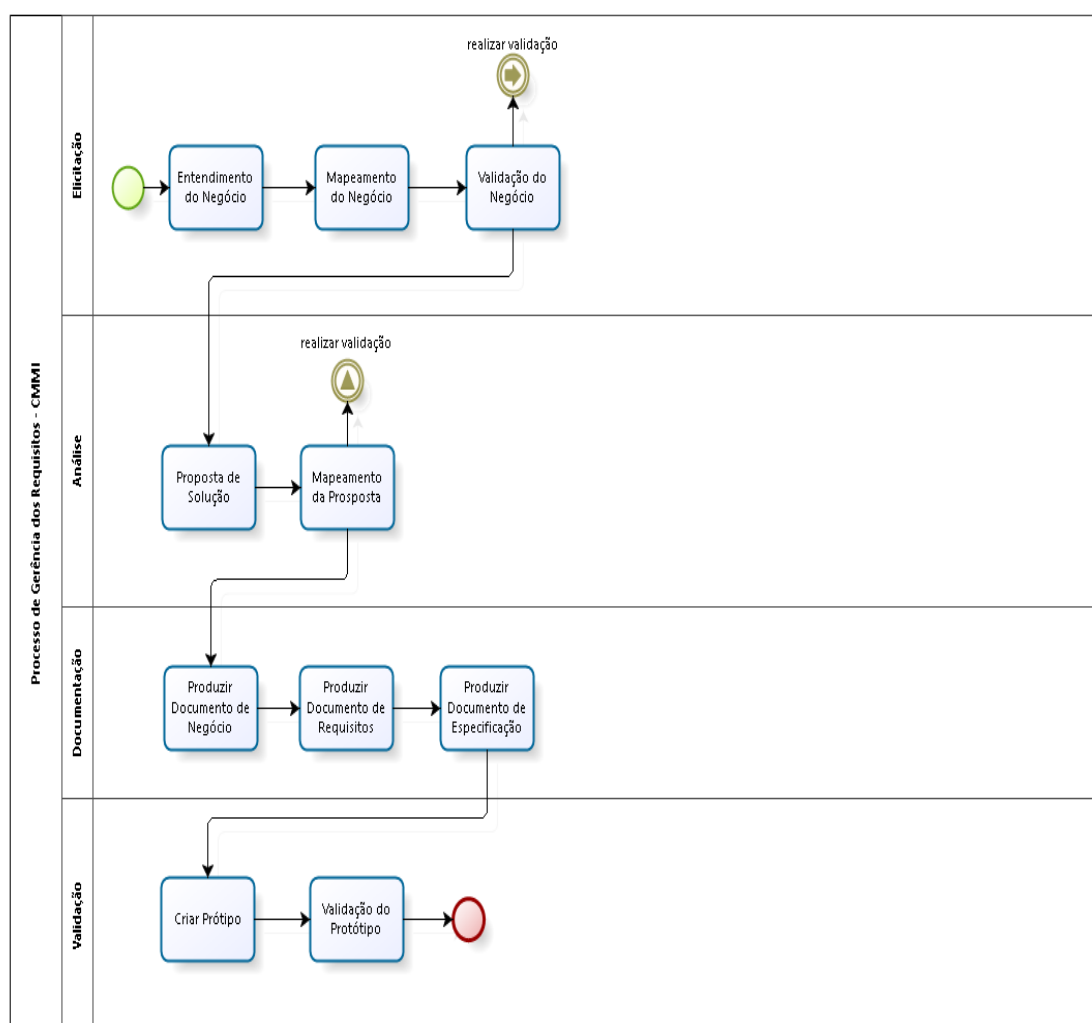 Processo de Gerência dos Requisitos - CMMI
Elicitação
realizar validação
Entendimento
do Negócio
Mapeamento
do Negócio
Validação do
Negócio
Análise
realizar validação
Proposta de
Solução
Mapeamento
da Prosposta
Documentação
Produzir
Documento de
Negócio
Produzir
Documento de
Requisitos
Produzir
Documento de
Especificação
Validação
Criar Prótipo
Validação do
Protótipo